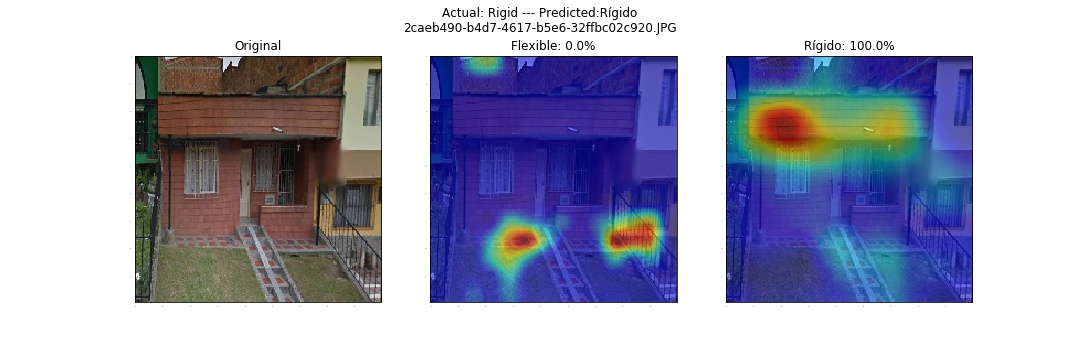 Actual: Rigid --- Predicted:Rígido
2caeb490-b4d7-4617-b5e6-32ffbc02c920.JPG
Original
Flexible: 0.0%
Rígido: 100.0%